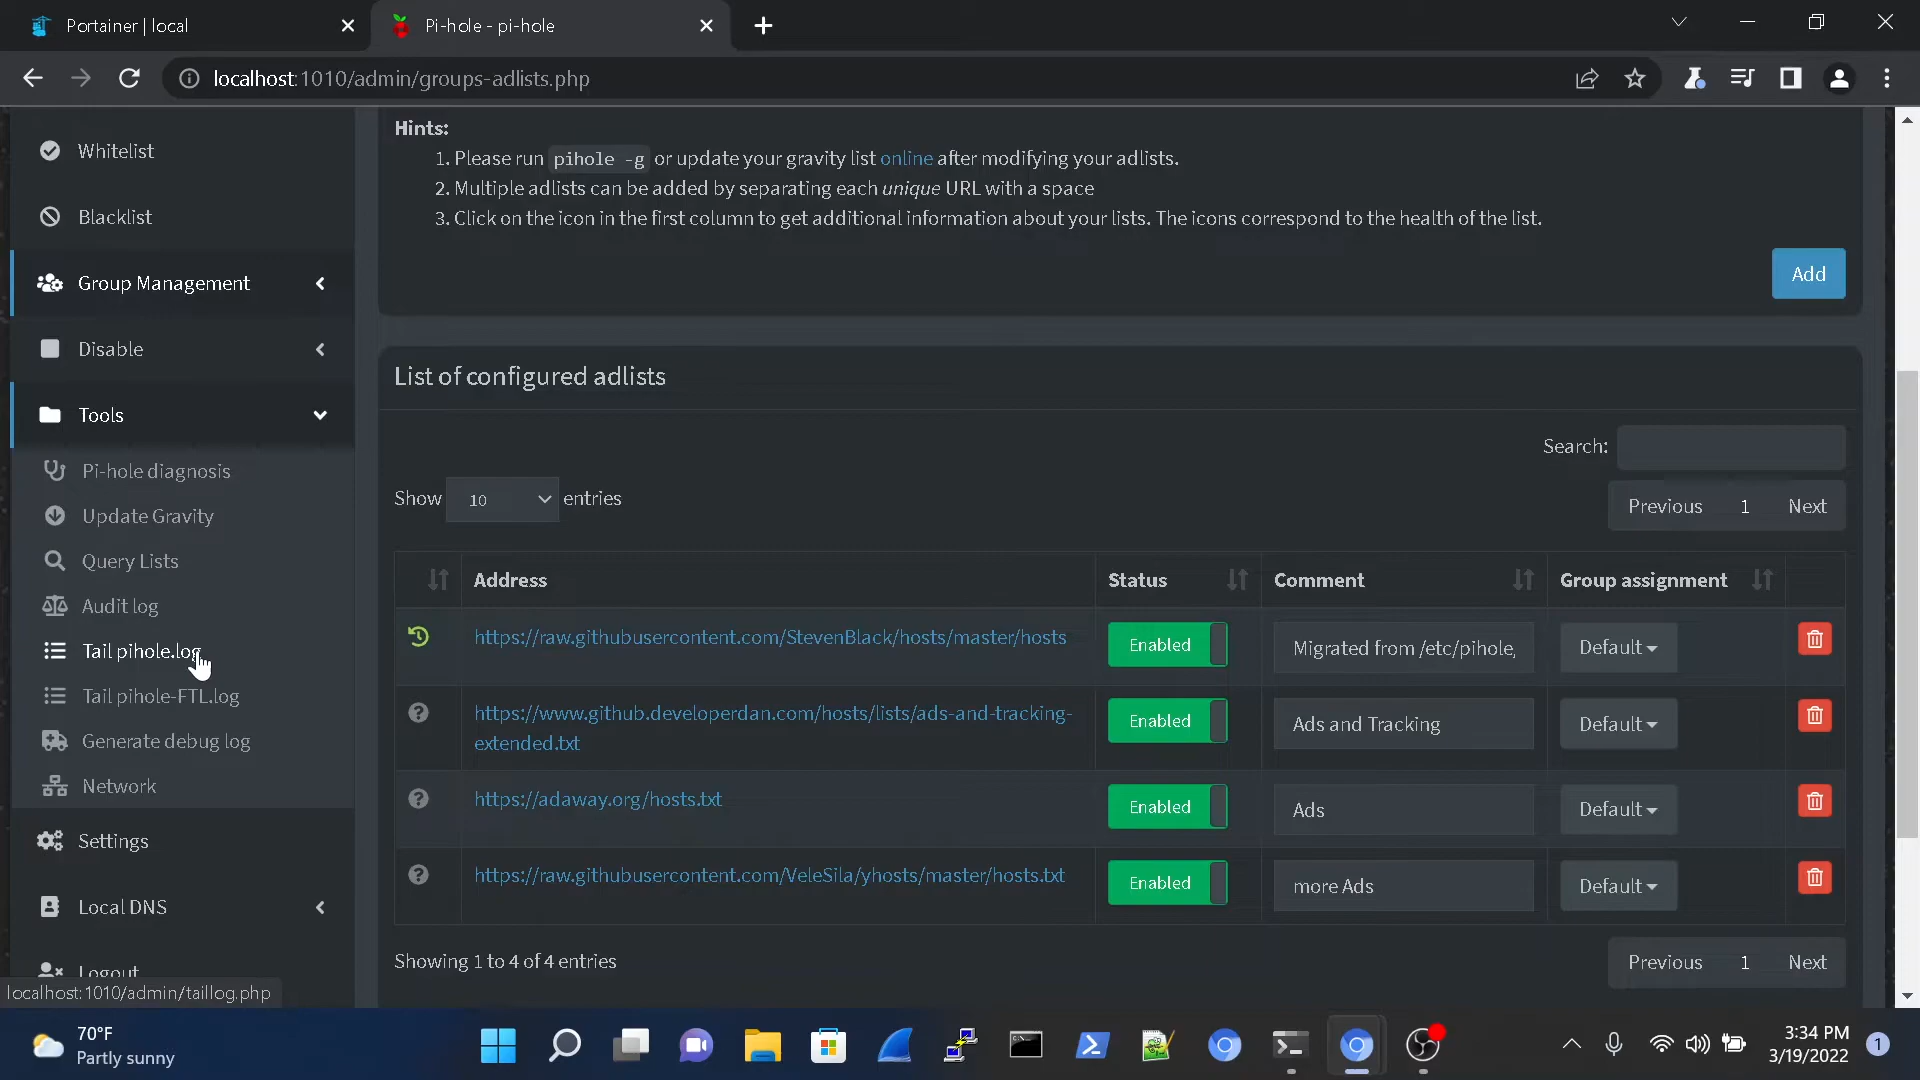 Portainer | local
Pi-hole - pi-hole
localhost:1010/admin/groups-adlists.php
Whitelist
Blacklist
Group Management
Disable
Tools
Pi-hole diagnosis
Update Gravity
Query Lists
Audit log
Tail pihole.log
Tail pihole-FTL.log
Generate debug log
Network
Settings
Local DNS
Logout
localhost:1010/admin/taillog.php
Hints:
1. Please run pihole -g or update your gravity list online after modifying your adlists.
2. Multiple adlists can be added by separating each unique URL with a space
3. Click on the icon in the first column to get additional information about your lists. The icons correspond to the health of the list.
Add
List of configured adlists
Search:
Show 10 entries
Previous 1 Next
Address Status Comment Group assignment
https://raw.githubusercontent.com/StevenBlack/hosts/master/hosts Enabled Migrated from /etc/pihole, Default
https://www.github.developerdan.com/hosts/lists/ads-and-tracking-
extended.txt Enabled Ads and Tracking Default
https://adaway.org/hosts.txt Enabled Ads Default
https://raw.githubusercontent.com/VeleSila/yhosts/master/hosts.txt Enabled more Ads Default
Showing 1 to 4 of 4 entries
Previous 1 Next
70°F
Partly sunny
3:34 PM
3/19/2022
1